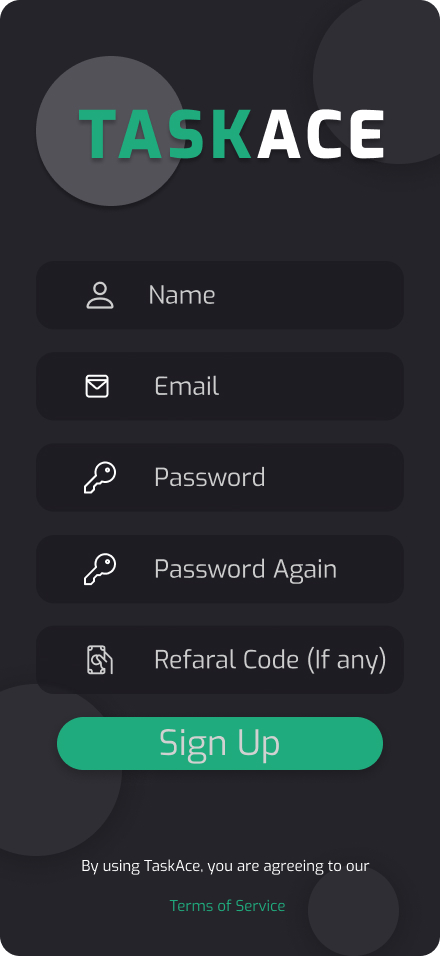 TASKACE
Name
Email
Password
Password Again
Refaral Code (If any)
Sign Up
By using TaskAce, you are agreeing to our
Terms of Service